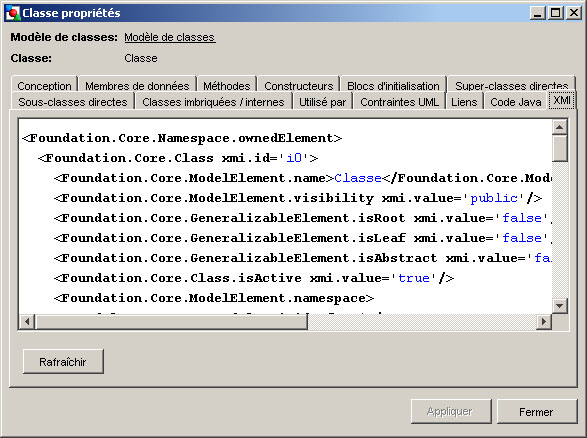 Classe propriétés
Modèle de classes: Modèle de classes
Classe: Classe
Conception Membres de données Méthodes Constructeurs Blocs d'initialisation Super-classes directes
Sous-classes directes Classes imbriquées / internes Utilisé par Contraintes UML Liens Code Java XMI
<Foundation.Core.Namespace.ownedElement>
<Foundation.Core.Class xmi.id='i0'>
<Foundation.Core.ModelElement.name>Classe</Foundation.Core.Mode
<Foundation.Core.ModelElement.visibility xmi.value='public'/>
<Foundation.Core.GeneralizableElement.isRoot xmi.value='false'/
<Foundation.Core.GeneralizableElement.isLeaf xmi.value='false'/
<Foundation.Core.GeneralizableElement.isAbstract xmi.value='fa
<Foundation.Core.Class.isActive xmi.value='true'/>
<Foundation.Core.ModelElement.namespace>
Rafraîchir
Appliquer Fermer